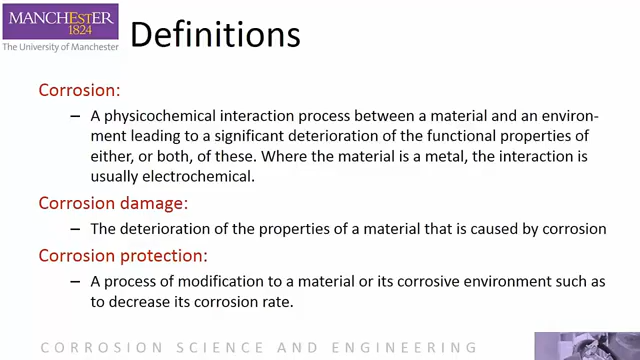 MANCHESTER
1824
The University of Manchester
Definitions
Corrosion:
– A physicochemical interaction process between a material and an environ-
ment leading to a significant deterioration of the functional properties of
either, or both, of these. Where the material is a metal, the interaction is
usually electrochemical.
Corrosion damage:
– The deterioration of the properties of a material that is caused by corrosion
Corrosion protection:
– A process of modification to a material or its corrosive environment such as
to decrease its corrosion rate.
CORROSION SCIENCE AND ENGINEERING